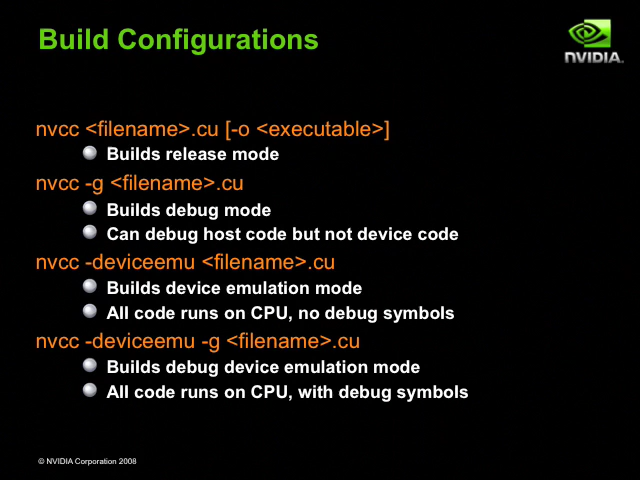 Build Configurations
NVIDIA.
nvcc <filename>.cu [-o <executable>]
Builds release mode
nvcc -g <filename>.cu
Builds debug mode
Can debug host code but not device code
nvcc -deviceemu <filename>.cu
Builds device emulation mode
All code runs on CPU, no debug symbols
nvcc -deviceemu -g <filename>.cu
Builds debug device emulation mode
All code runs on CPU, with debug symbols
© NVIDIA Corporation 2008